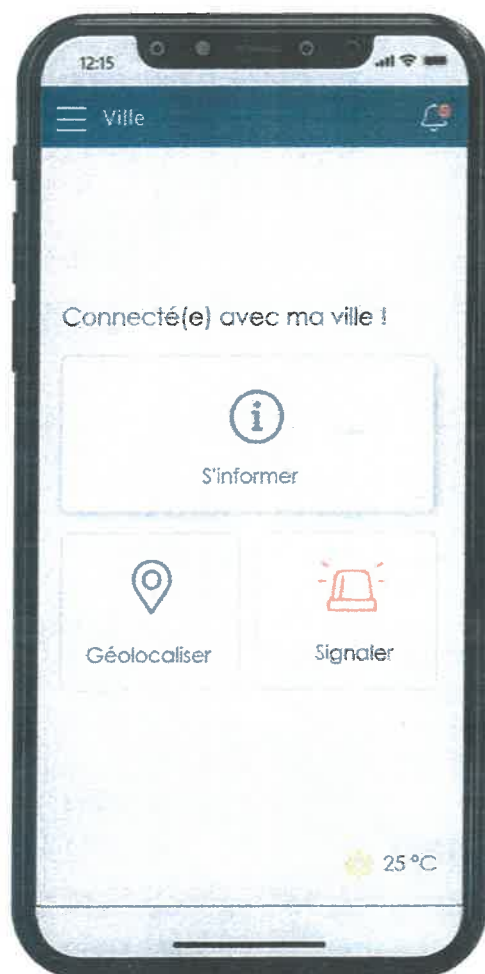 12:15
Ville
Connecté(e) avec ma ville !
S'informer
Géolocaliser
Signaler
25 °C